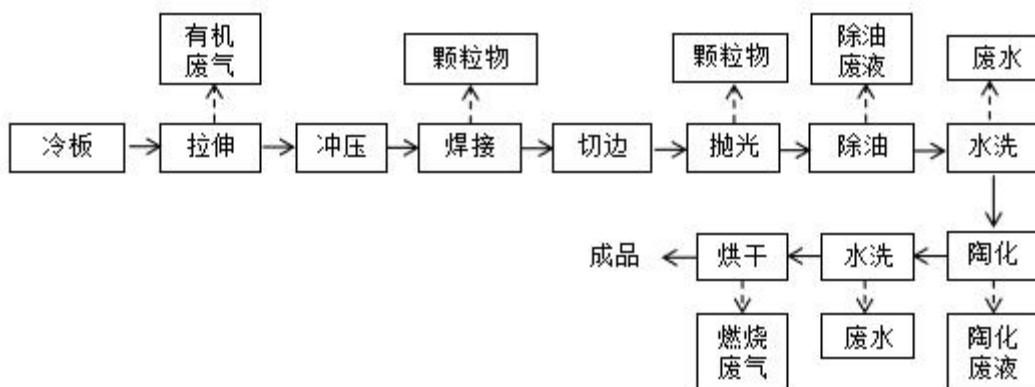 有机
废气
颗粒物
颗粒物
除油
废液
废水
冷板
拉伸
冲压
焊接
切边
抛光
除油
水洗
成品
烘干
水洗
陶化
燃烧
废气
废水
陶化
废液